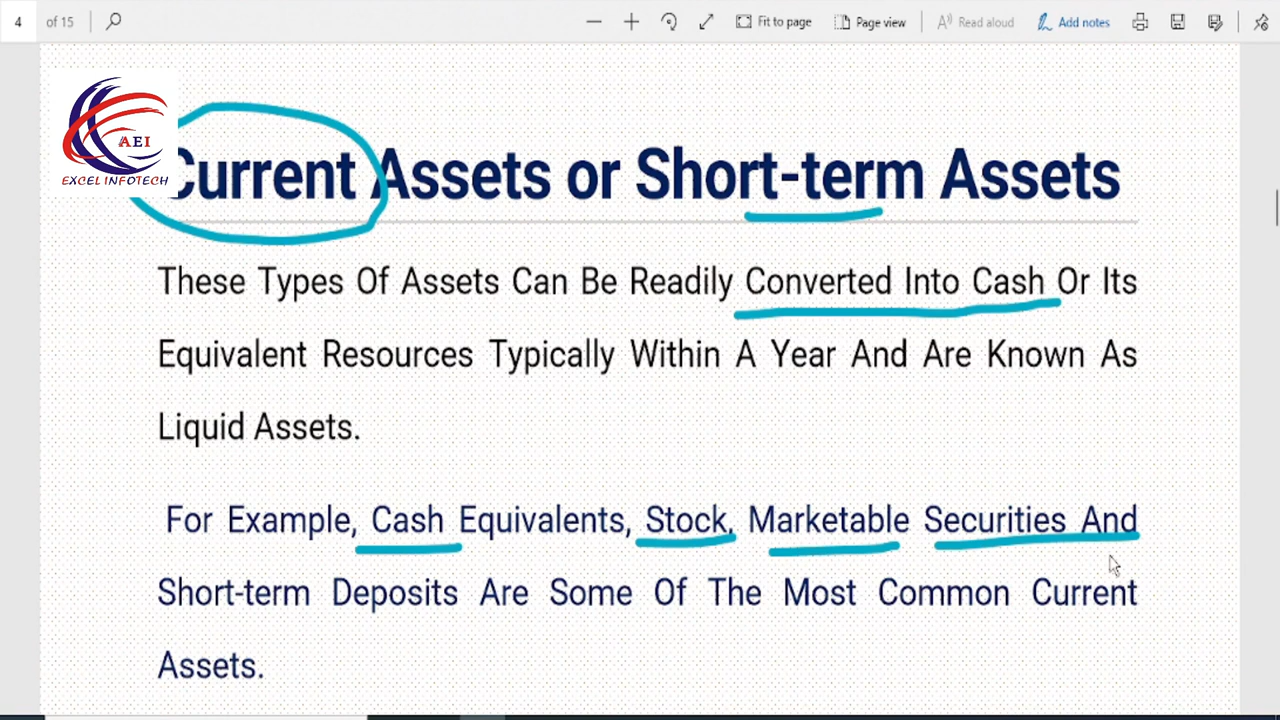 4 of 15 Fit to page Page view Read aloud Add notes
AEI
EXCEL INFOTECH
Current Assets or Short-term Assets
These Types Of Assets Can Be Readily Converted Into Cash Or Its
Equivalent Resources Typically Within A Year And Are Known As
Liquid Assets.
For Example, Cash Equivalents, Stock, Marketable Securities And
Short-term Deposits Are Some Of The Most Common Current
Assets.